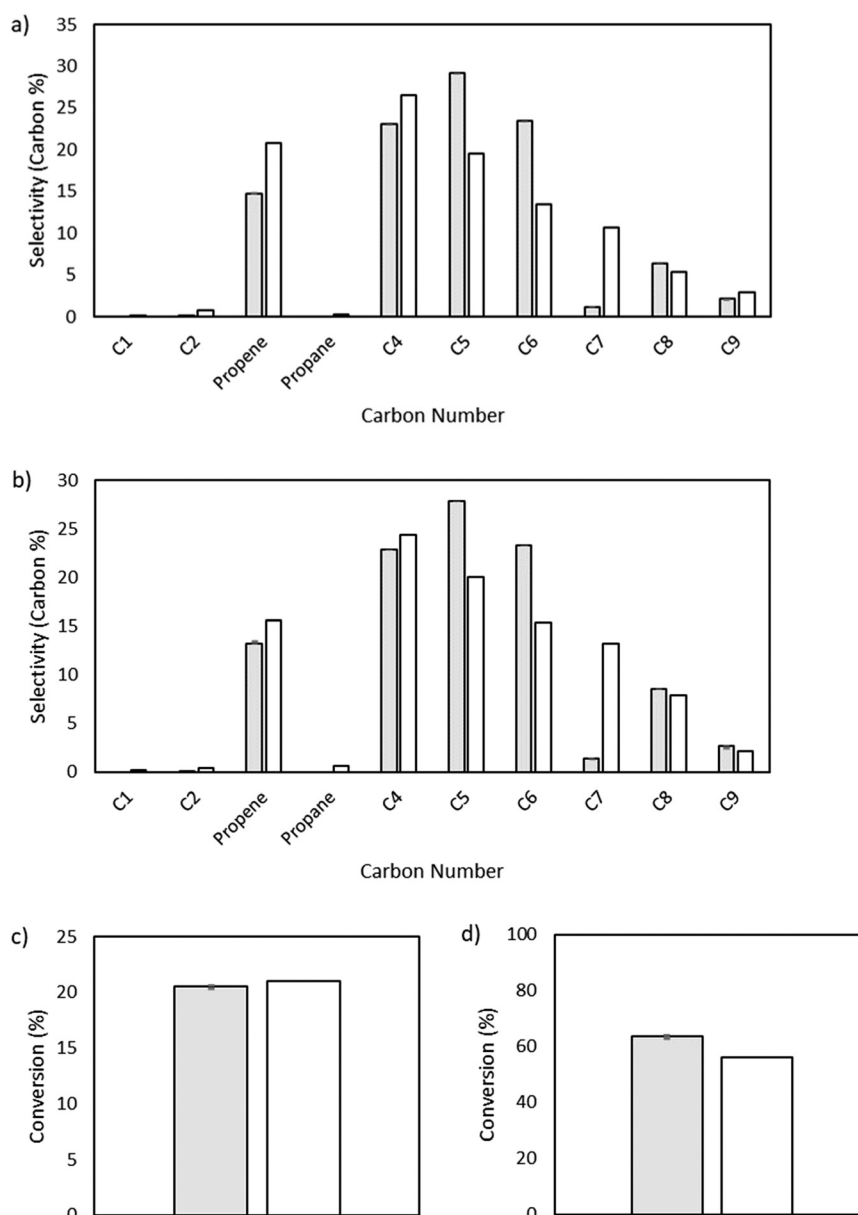 a)
Selectivity (Carbon %)
35
30
25
20
15
10
5
0
C1
C2
Propene
Propane
C4
C5
C6
C7
C8
C9
Carbon Number
b)
Selectivity (Carbon %)
30
25
20
15
10
5
0
C1
C2
Propene
Propane
C4
C5
C6
C7
C8
C9
Carbon Number
c)
Conversion (%)
25
20
15
10
5
0
d)
Conversion (%)
100
80
60
40
20
0